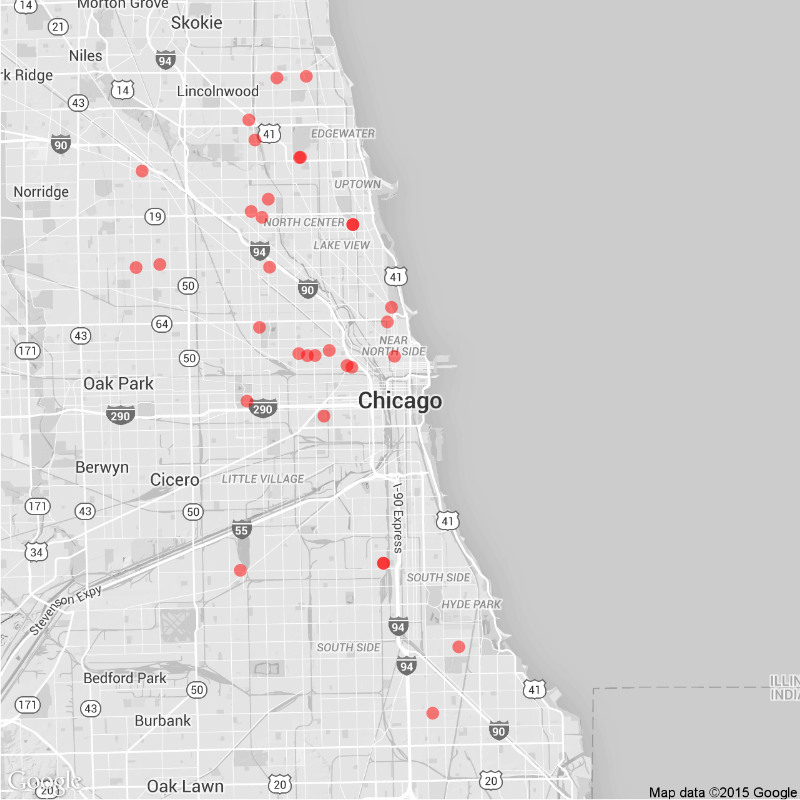 14
Morton Grove
Skokie
21
Niles
94
rk Ridge
14
Lincolnwood
43
41
EDGEWATER
90
UPTOWN
Norridge
19
NORTH CENTER
LAKE VIEW
94
41
50
90
64
43
NEAR
NORTH SIDE
171
50
Oak Park
Chicago
290
290
Berwyn
Cicero
LITTLE VILLAGE
171
43
50
I-90 Express
41
55
34
SOUTH SIDE
Stevenson Expy
HYDE PARK
94
SOUTH SIDE
94
Bedford Park
ILLIN
INDIA
50
41
171
43
Burbank
90
Google
Oak Lawn
20
20
20
Map data ©2015 Google